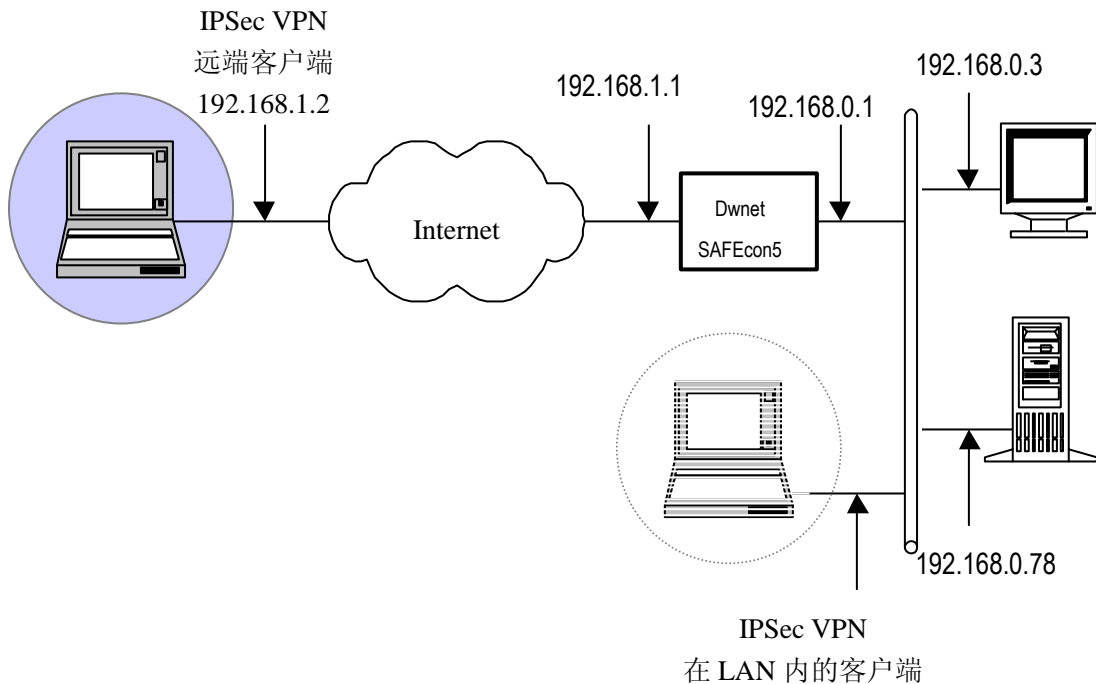 IPSec VPN
远端客户端
192.168.1.2
192.168.1.1
192.168.0.1
192.168.0.3
Internet
Dwnet
SAFEcon5
192.168.0.78
IPSec VPN
在 LAN 内的客户端